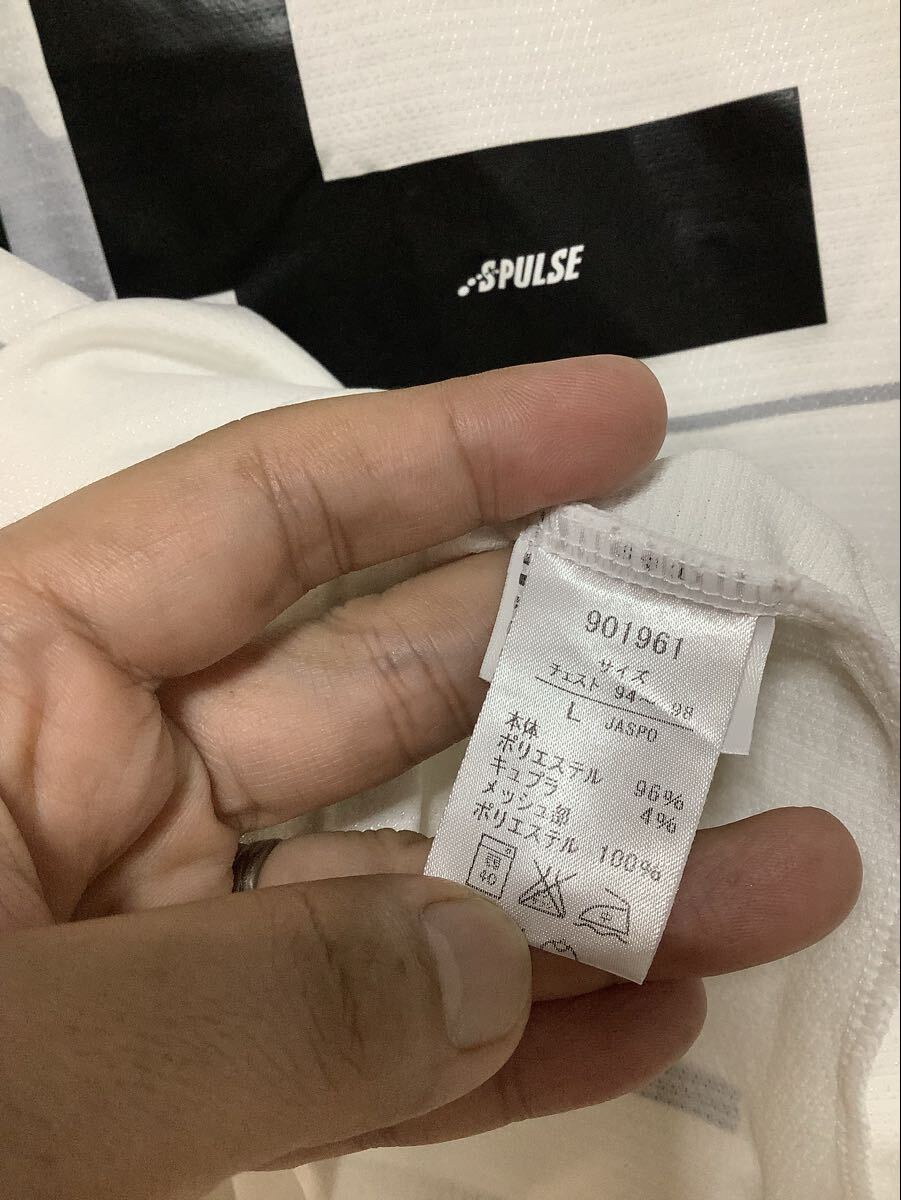 S-PULSE
901961
サイズ
チェスト 94～ 98
L JASPO
本体
ポリエステル 96%
キュプラ 4%
メッシュ部
ポリエステル 100%
40
中